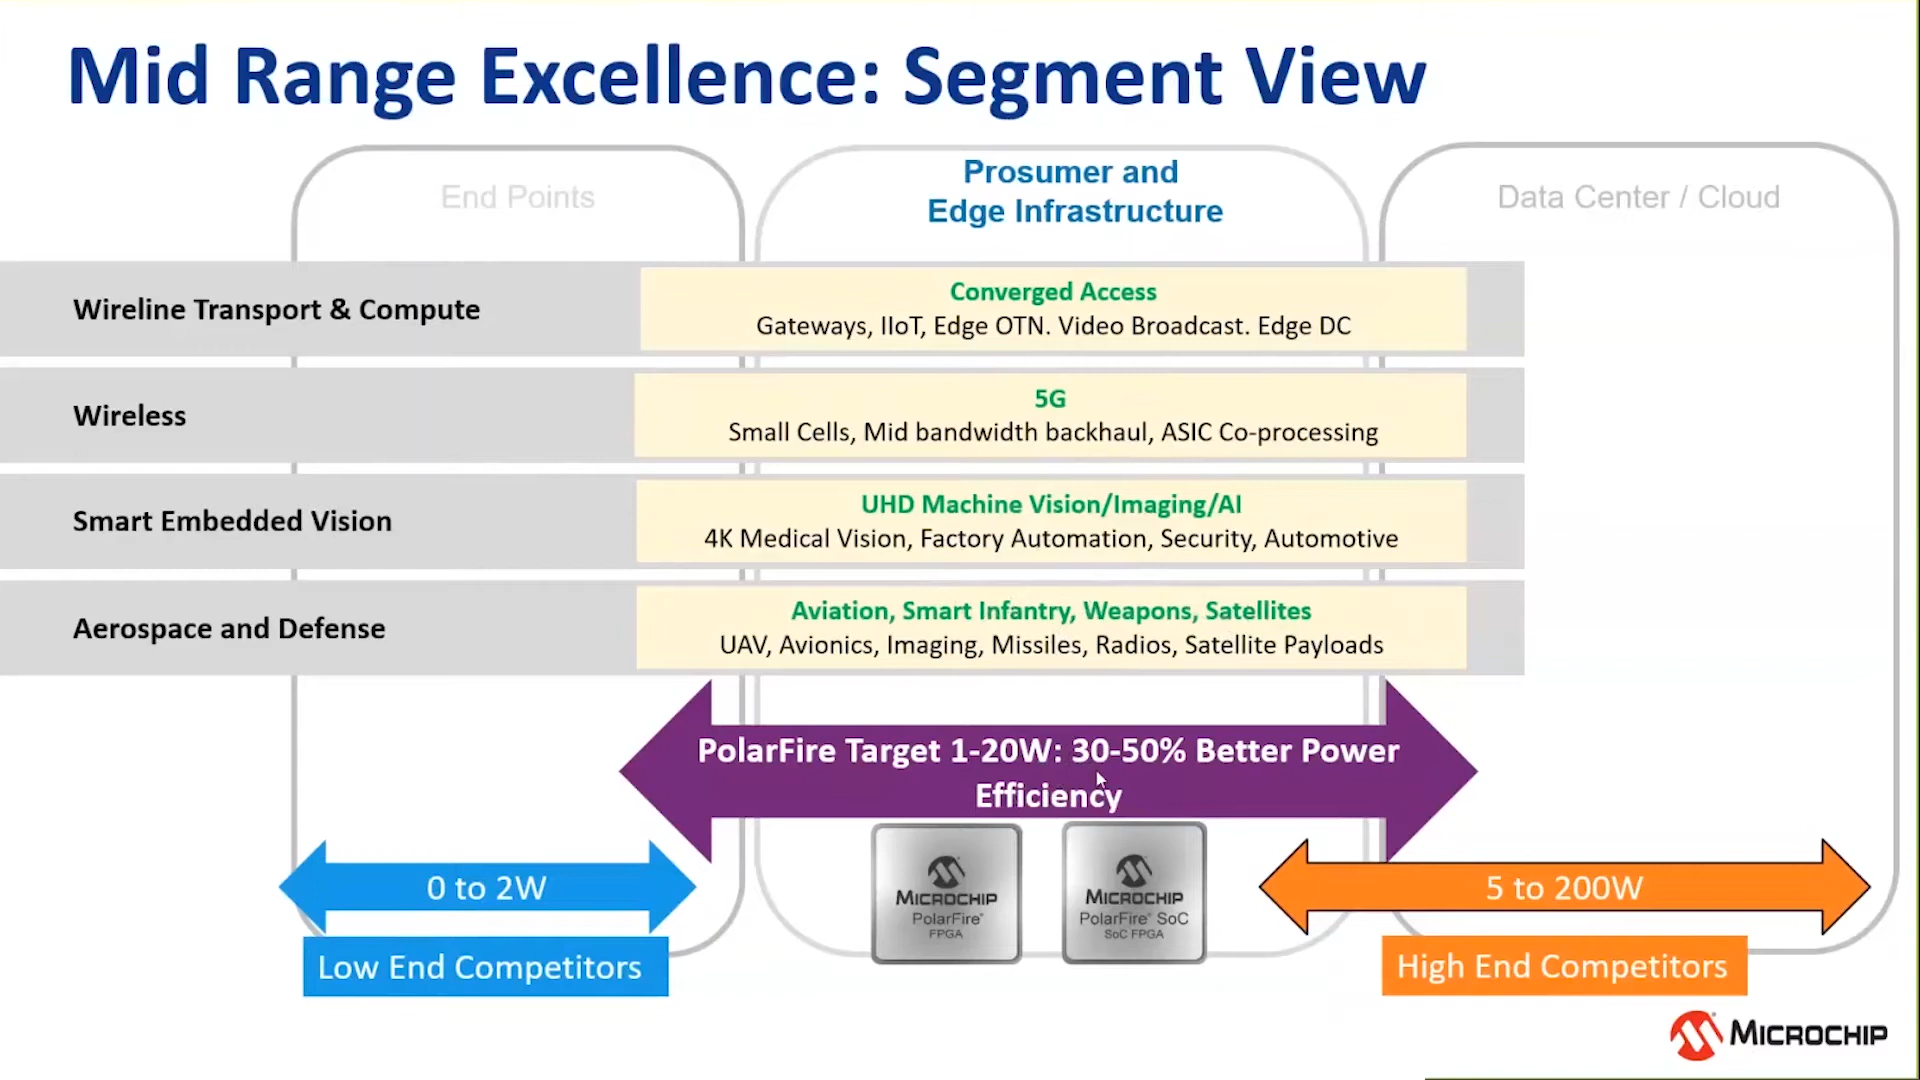 Mid Range Excellence: Segment View
End Points
Prosumer and
Edge Infrastructure
Data Center / Cloud
Wireline Transport & Compute
Converged Access
Gateways, IIoT, Edge OTN. Video Broadcast. Edge DC
Wireless
5G
Small Cells, Mid bandwidth backhaul, ASIC Co-processing
Smart Embedded Vision
UHD Machine Vision/Imaging/AI
4K Medical Vision, Factory Automation, Security, Automotive
Aerospace and Defense
Aviation, Smart Infantry, Weapons, Satellites
UAV, Avionics, Imaging, Missiles, Radios, Satellite Payloads
PolarFire Target 1-20W: 30-50% Better Power
Efficiency
0 to 2W
Low End Competitors
MICROCHIP
PolarFire®
FPGA
MICROCHIP
PolarFire® SoC
SoC FPGA
5 to 200W
High End Competitors
MICROCHIP